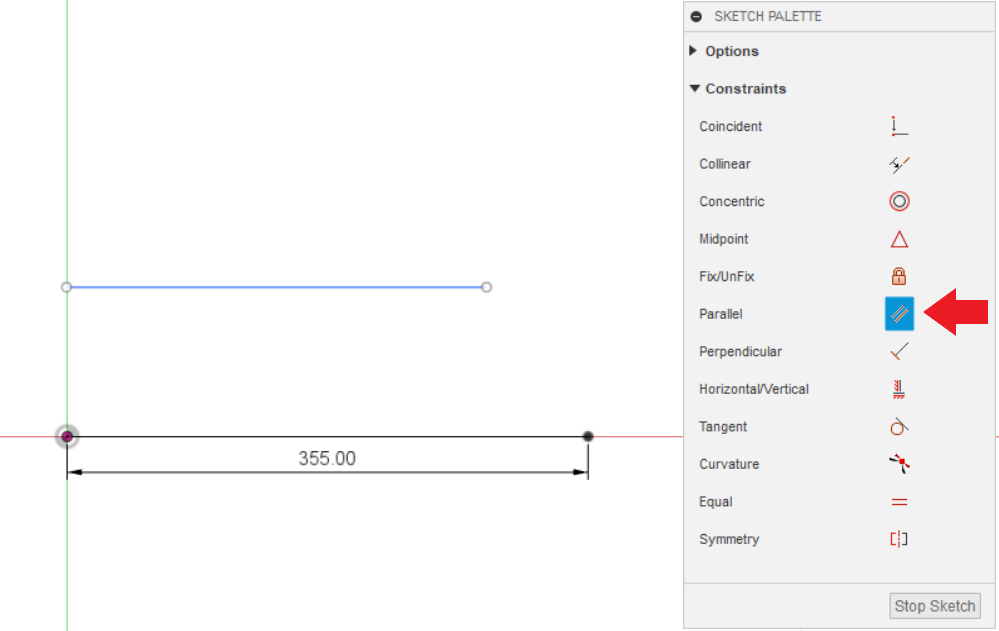 SKETCH PALETTE
Options
Constraints
Coincident
Collinear
Concentric
Midpoint
Fix/UnFix
Parallel
Perpendicular
Horizontal/Vertical
Tangent
Curvature
Equal
Symmetry
Stop Sketch
355.00